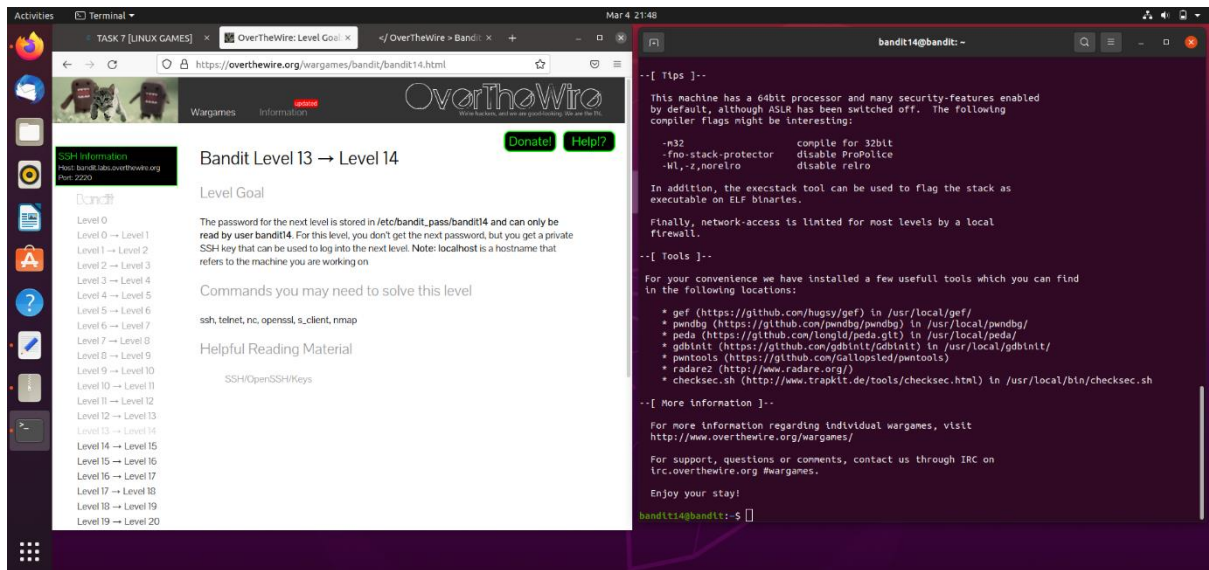 Activities
Terminal
Mar 4 21:48
TASK 7 [LINUX GAMES]
OverTheWire: Level Goal
</ OverTheWire > Bandit
https://overthewire.org/wargames/bandit/bandit14.html
Wargames
Information
updated
OverTheWire
We're hackers, and we are good-looking. We are the 1%.
Donate!
Help!?
SSH Information
Host: bandit.labs.overthewire.org
Port: 2220
Bandit
Level 0
Level 0 → Level 1
Level 1 → Level 2
Level 2 → Level 3
Level 3 → Level 4
Level 4 → Level 5
Level 5 → Level 6
Level 6 → Level 7
Level 7 → Level 8
Level 8 → Level 9
Level 9 → Level 10
Level 10 → Level 11
Level 11 → Level 12
Level 12 → Level 13
Level 13 → Level 14
Level 14 → Level 15
Level 15 → Level 16
Level 16 → Level 17
Level 17 → Level 18
Level 18 → Level 19
Level 19 → Level 20
Bandit Level 13 → Level 14
Level Goal
The password for the next level is stored in /etc/bandit_pass/bandit14 and can only be
read by user bandit14. For this level, you don't get the next password, but you get a private
SSH key that can be used to log into the next level. Note: localhost is a hostname that
refers to the machine you are working on
Commands you may need to solve this level
ssh, telnet, nc, openssl, s_client, nmap
Helpful Reading Material
SSH/OpenSSH/Keys
bandit14@bandit: ~
--[ Tips ]--
This machine has a 64bit processor and many security-features enabled
by default, although ASLR has been switched off.  The following
compiler flags might be interesting:
-m32                    compile for 32bit
-fno-stack-protector    disable ProPolice
-Wl,-z,norelro          disable relro
In addition, the execstack tool can be used to flag the stack as
executable on ELF binaries.
Finally, network-access is limited for most levels by a local
firewall.
--[ Tools ]--
For your convenience we have installed a few usefull tools which you can find
in the following locations:
* gef (https://github.com/hugsy/gef) in /usr/local/gef/
* pwndbg (https://github.com/pwndbg/pwndbg) in /usr/local/pwndbg/
* peda (https://github.com/longld/peda.git) in /usr/local/peda/
* gdbinit (https://github.com/gdbinit/Gdbinit) in /usr/local/gdbinit/
* pwntools (https://github.com/Gallopsled/pwntools)
* radare2 (http://www.radare.org/)
* checksec.sh (http://www.trapkit.de/tools/checksec.html) in /usr/local/bin/checksec.sh
--[ More information ]--
For more information regarding individual wargames, visit
http://www.overthewire.org/wargames/
For support, questions or comments, contact us through IRC on
irc.overthewire.org #wargames.
Enjoy your stay!
bandit14@bandit:~$